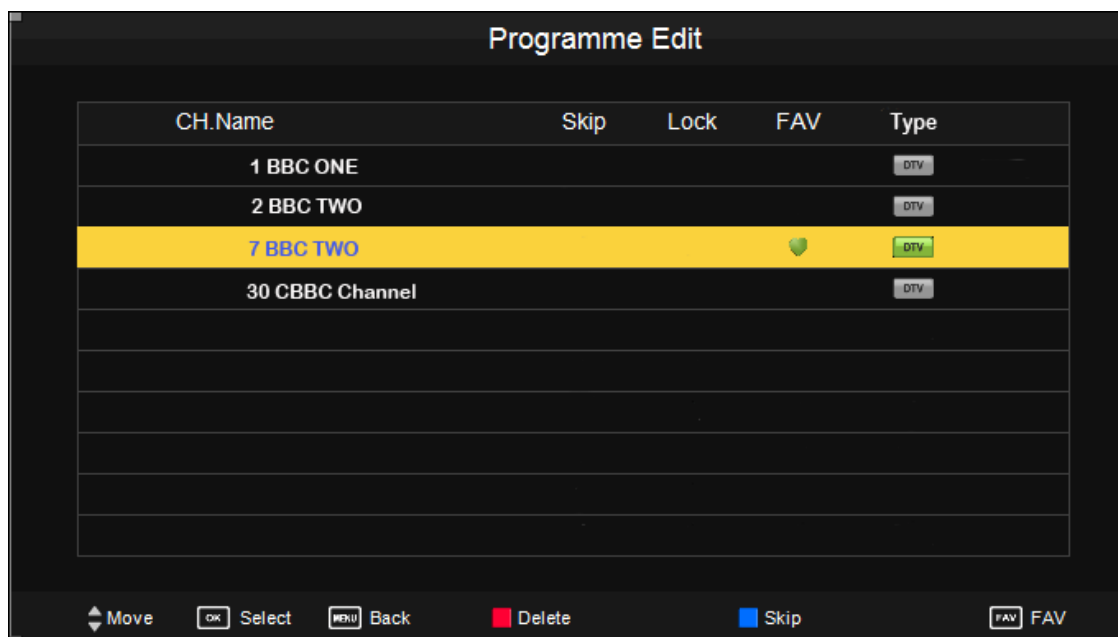 Programme Edit
CH.Name Skip Lock FAV Type
1 BBC ONE DTV
2 BBC TWO DTV
7 BBC TWO DTV
30 CBBC Channel DTV
Move OK Select MENU Back Delete Skip FAV FAV